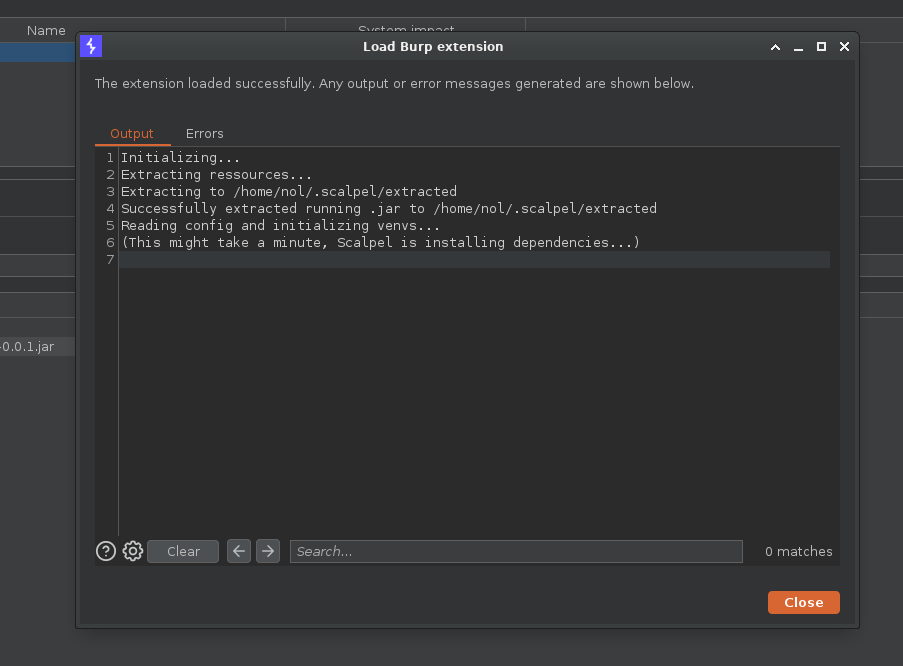 Name
System impact
Load Burp extension
The extension loaded successfully. Any output or error messages generated are shown below.
Output Errors
1 Initializing...
2 Extracting ressources...
3 Extracting to /home/nol/.scalpel/extracted
4 Successfully extracted running .jar to /home/nol/.scalpel/extracted
5 Reading config and initializing venvs...
6 (This might take a minute, Scalpel is installing dependencies...)
7
-0.0.1.jar
Clear Search... 0 matches
Close